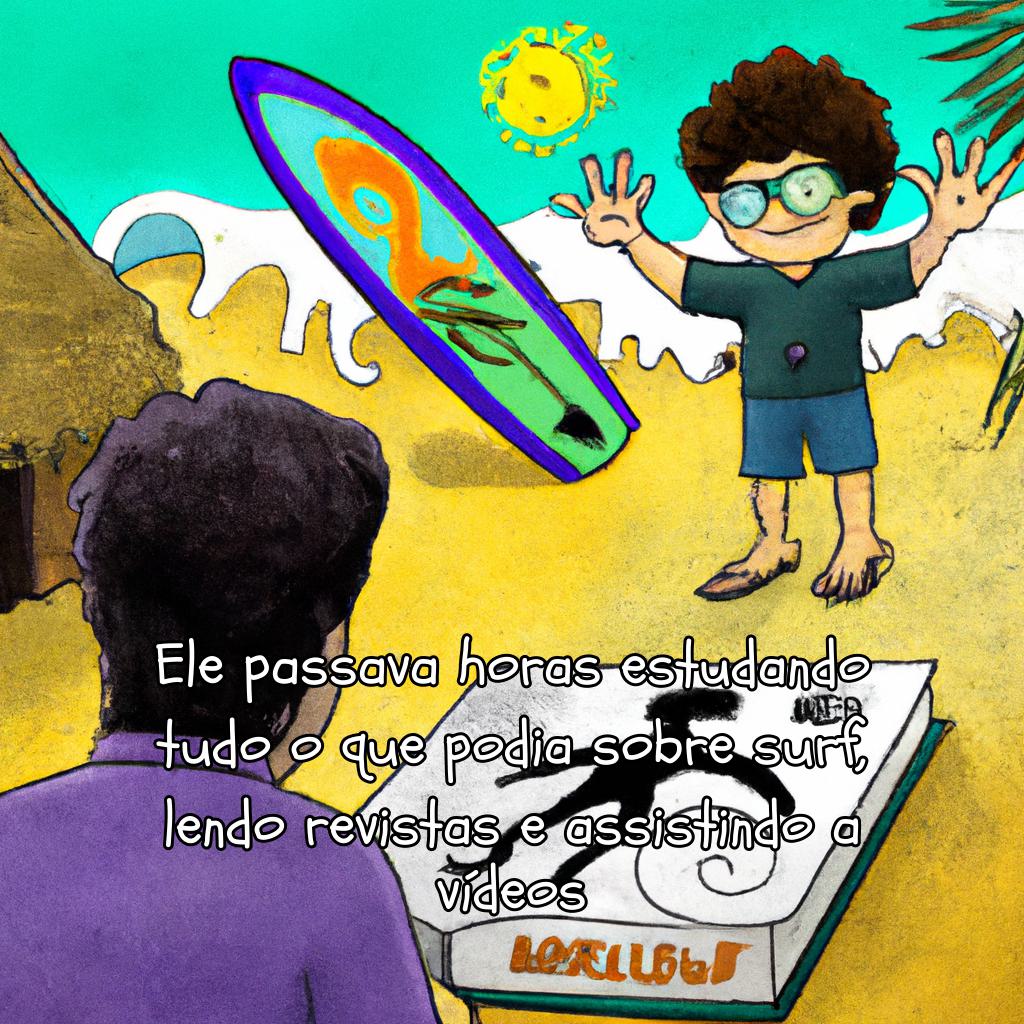 Ele passava horas estudando
tudo o que podia sobre surf,
lendo revistas e assistindo a
vídeos